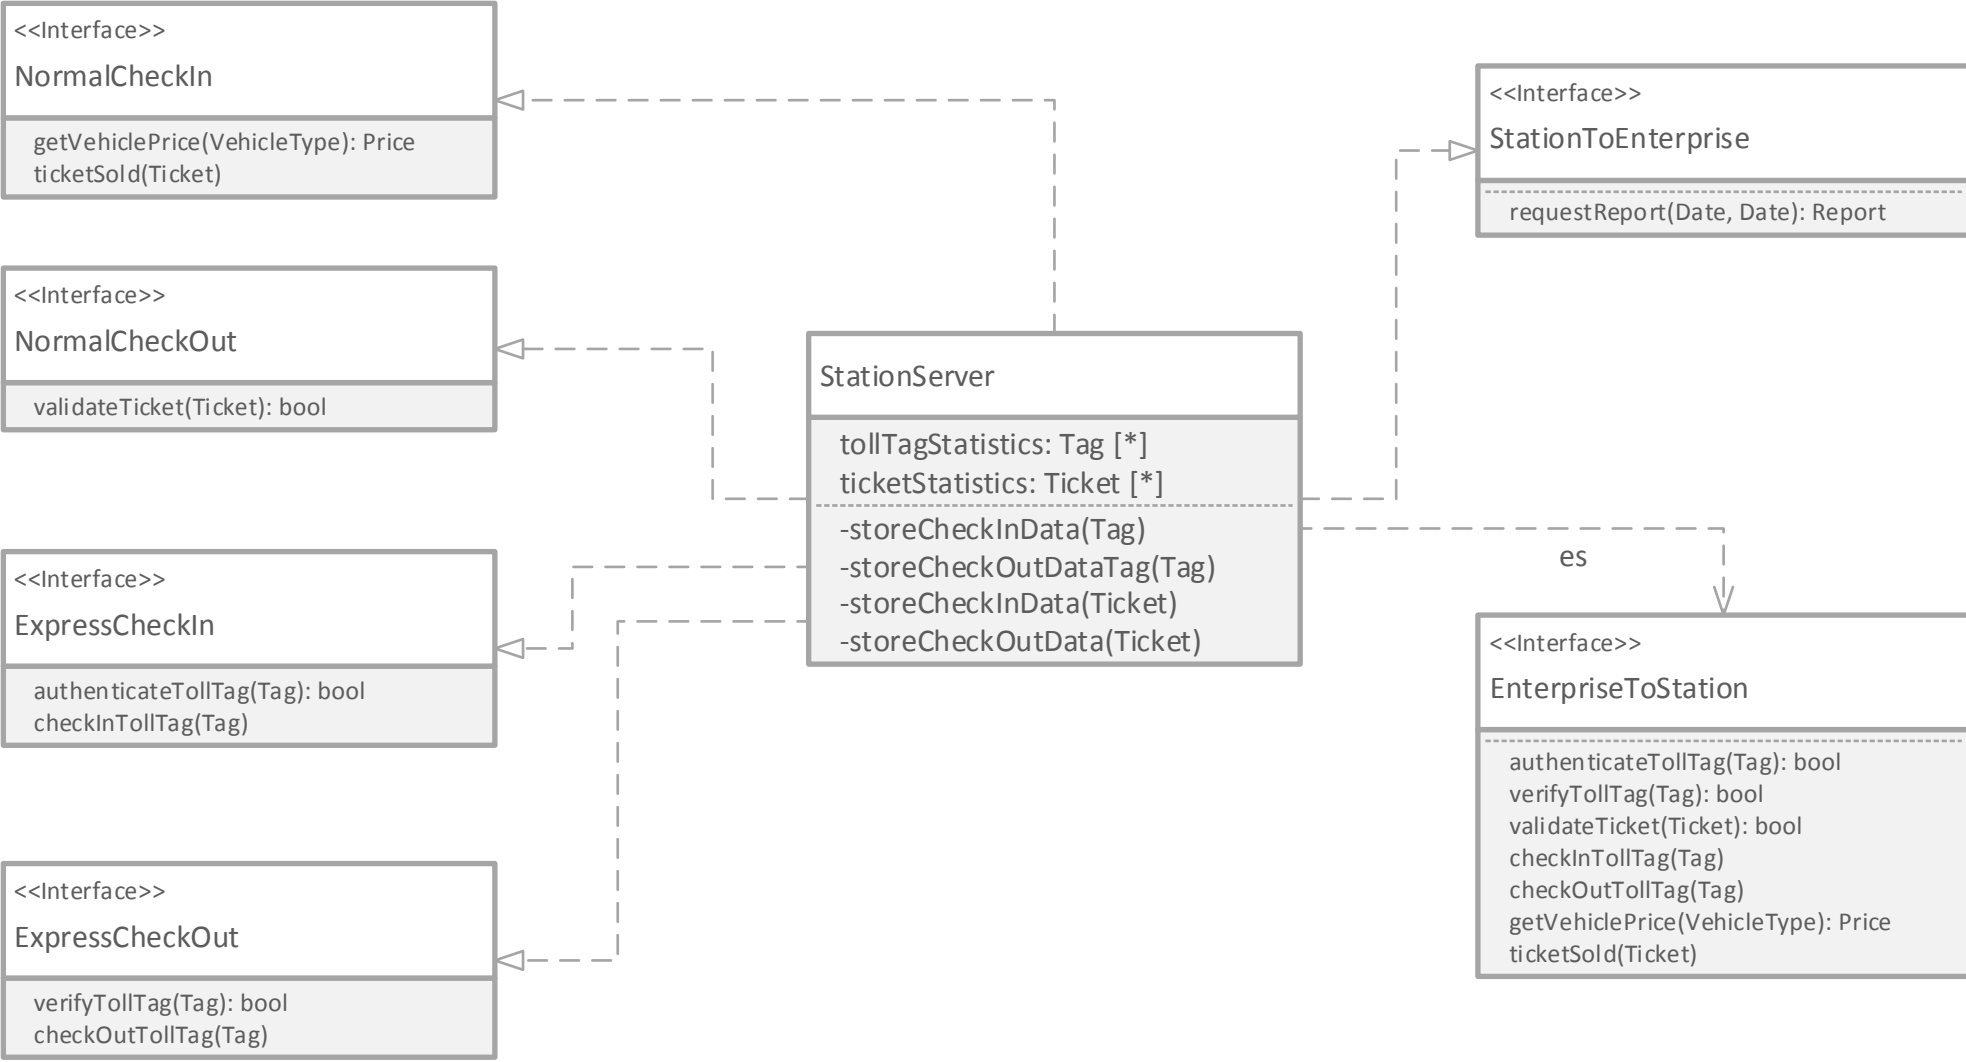 <<Interface>>
NormalCheckIn
getVehiclePrice(VehicleType): Price
ticketSold(Ticket)
<<Interface>>
NormalCheckOut
validateTicket(Ticket): bool
<<Interface>>
ExpressCheckIn
authenticateTollTag(Tag): bool
checkInTollTag(Tag)
<<Interface>>
ExpressCheckOut
verifyTollTag(Tag): bool
checkOutTollTag(Tag)
StationServer
tollTagStatistics: Tag [*]
ticketStatistics: Ticket [*]
-storeCheckInData(Tag)
-storeCheckOutDataTag(Tag)
-storeCheckInData(Ticket)
-storeCheckOutData(Ticket)
<<Interface>>
StationToEnterprise
requestReport(Date, Date): Report
es
<<Interface>>
EnterpriseToStation
authenticateTollTag(Tag): bool
verifyTollTag(Tag): bool
validateTicket(Ticket): bool
checkInTollTag(Tag)
checkOutTollTag(Tag)
getVehiclePrice(VehicleType): Price
ticketSold(Ticket)